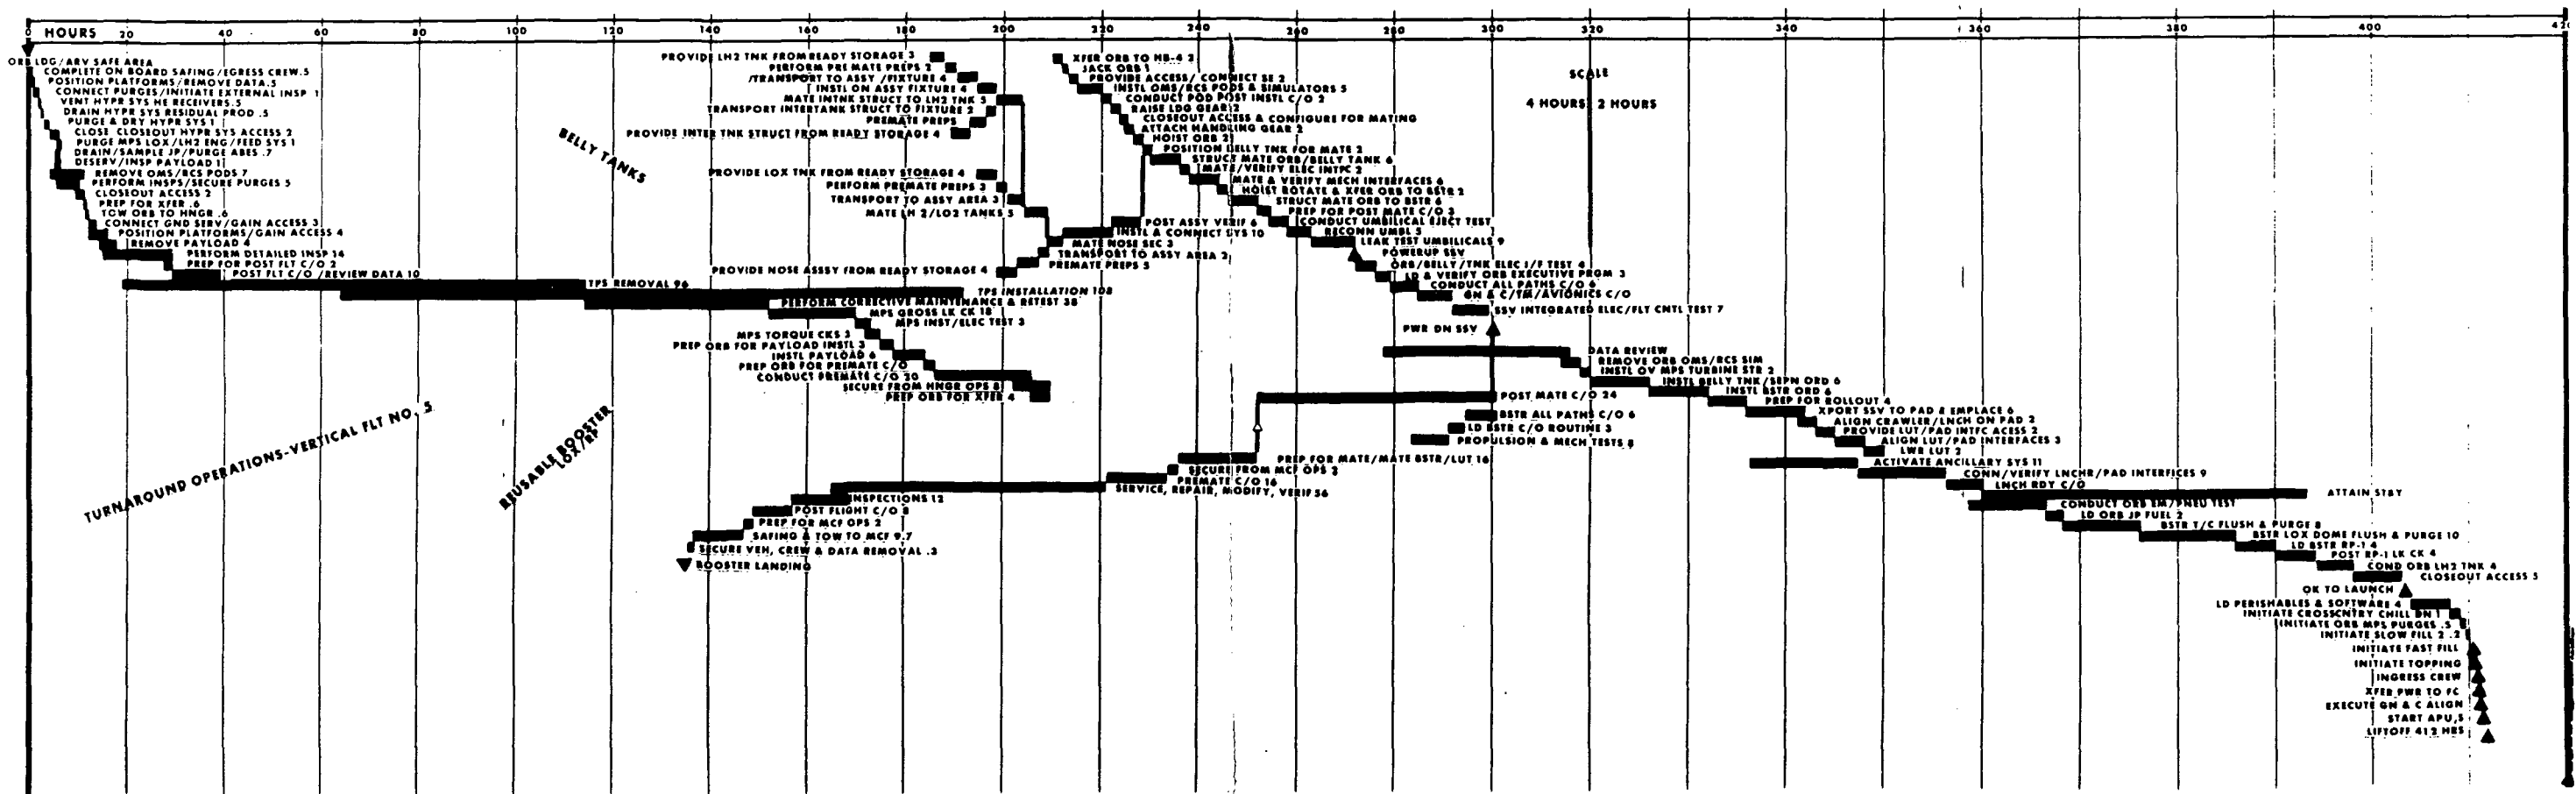 HOURS
0 20 40 60 80 100 120 140 160 180 200 220 240 260 280 300 320 340 360 380 400 420
ORB LDG/ARV SAFE AREA
COMPLETE ON BOARD SAFING/EGRESS CREW .5
POSITION PLATFORMS/REMOVE DATA .5
CONNECT PURGES/INITIATE EXTERNAL INSP 1
VENT HYPR SYS HE RECEIVERS .5
DRAIN HYPR SYS RESIDUAL PROD .5
PURGE & DRY HYPR SYS 1
CLOSE CLOSEOUT HYPR SYS ACCESS 2
PURGE MPS LOX/LH2 ENG/FEED SYS 1
DRAIN/SAMPLE JP/PURGE ABES .7
DESERV/INSP PAYLOAD 1
REMOVE OMS/RCS PODS 7
PERFORM INSPS/SECURE PURGES 5
CLOSEOUT ACCESS 2
PREP FOR XFER .6
TOW ORB TO HNGR .6
CONNECT GND SERV/GAIN ACCESS 3
POSITION PLATFORMS/GAIN ACCESS 4
REMOVE PAYLOAD 4
PERFORM DETAILED INSP 14
PREP FOR POST FLT C/O 2
POST FLT C/O /REVIEW DATA 10
TPS REMOVAL 96
TPS INSTALLATION 108
PERFORM CORRECTIVE MAINTENANCE & RETEST 38
MPS GROSS LK CK 18
MPS INST/ELEC TEST 3
MPS TORQUE CKS 3
PREP ORB FOR PAYLOAD INSTL 3
INSTL PAYLOAD 6
PREP ORB FOR PREMATE C/O
CONDUCT PREMATE C/O 20
SECURE FROM HNGR OPS 8
PREP ORB FOR XFER 4
BELLY TANKS
PROVIDE LH2 TNK FROM READY STORAGE 3
PERFORM PRE MATE PREPS 2
/TRANSPORT TO ASSY /FIXTURE 4
INSTL ON ASSY FIXTURE 4
MATE INTNK STRUCT TO LH2 TNK 5
TRANSPORT INTERTANK STRUCT TO FIXTURE 2
PREMATE PREPS
PROVIDE INTER TNK STRUCT FROM READY STORAGE 4
PROVIDE LOX TNK FROM READY STORAGE 4
PERFORM PREMATE PREPS 3
TRANSPORT TO ASSY AREA 3
MATE LH 2/LO2 TANKS 5
POST ASSY VERIF 6
INSTL & CONNECT SYS 10
MATE NOSE SEC 3
TRANSPORT TO ASSY AREA 2
PREMATE PREPS 5
PROVIDE NOSE ASSSY FROM READY STORAGE 4
XFER ORB TO HB-4 2
JACK ORB 1
PROVIDE ACCESS/ CONNECT SE 2
INSTL OMS/RCS PODS & SIMULATORS 5
CONDUCT POD POST INSTL C/O 2
RAISE LDG GEAR 2
CLOSEOUT ACCESS & CONFIGURE FOR MATING
ATTACH HANDLING GEAR 2
HOIST ORB 2
POSITION BELLY TNK FOR MATE 2
STRUCT MATE ORB/BELLY TANK 6
MATE/VERIFY ELEC INTFC 2
MATE & VERIFY MECH INTERFACES 6
HOIST ROTATE & XFER ORB TO BSTR 2
STRUCT MATE ORB TO BSTR 6
PREP FOR POST MATE C/O 3
CONDUCT UMBILICAL EJECT TEST
RECONN UMBL 5
LEAK TEST UMBILICALS 9
POWERUP SSV
ORB/BELLY/TNK ELEC I/F TEST 4
LD & VERIFY ORB EXECUTIVE PRGM 3
CONDUCT ALL PATHS C/O 6
GN & C/TM/AVIONICS C/O
SSV INTEGRATED ELEC/FLT CNTL TEST 7
SCALE
4 HOURS 2 HOURS
PWR DN SSV
DATA REVIEW
REMOVE ORB OMS/RCS SIM
INSTL OV MPS TURBINE STR 2
INSTL BELLY TNK/SEPN ORD 6
INSTL BSTR ORD 6
PREP FOR ROLLOUT 4
XPORT SSV TO PAD & EMPLACE 6
ALIGN CRAWLER/LNCH ON PAD 2
PROVIDE LUT/PAD INTFC ACESS 2
ALIGN LUT/PAD INTERFACES 3
LWR LUT 2
ACTIVATE ANCILLARY SYS 11
CONN/VERIFY LNCHR/PAD INTERFICES 9
LNCH RDY C/O
ATTAIN STBY
CONDUCT ORB EM/PNEU TEST
LD ORB JP FUEL 2
BSTR T/C FLUSH & PURGE 8
BSTR LOX DOME FLUSH & PURGE 10
LD BSTR RP-1 4
POST RP-1 LK CK 4
COND ORB LH2 TNK 4
CLOSEOUT ACCESS 5
OK TO LAUNCH
LD PERISHABLES & SOFTWARE 4
INITIATE CROSSCNTRY CHILL DN 1
INITIATE ORB MPS PURGES .5
INITIATE SLOW FILL 2 .2
INITIATE FAST FILL
INITIATE TOPPING
INGRESS CREW
XFER PWR TO FC
EXECUTE GN & C ALIGN
START APU,5
LIFTOFF 412 HRS
POST MATE C/O 24
BSTR ALL PATHS C/O 6
LD BSTR C/O ROUTINE 3
PROPULSION & MECH TESTS 8
PREP FOR MATE/MATE BSTR/LUT 16
SECURE FROM MCF OPS 2
PREMATE C/O 16
SERVICE, REPAIR, MODIFY, VERIF 56
INSPECTIONS 12
POST FLIGHT C/O 8
PREP FOR MCF OPS 2
SAFING & TOW TO MCF 9.7
SECURE VEH, CREW & DATA REMOVAL .3
BOOSTER LANDING
TURNAROUND OPERATIONS-VERTICAL FLT NO. 5
REUSABLE BOOSTER
LOX/RP